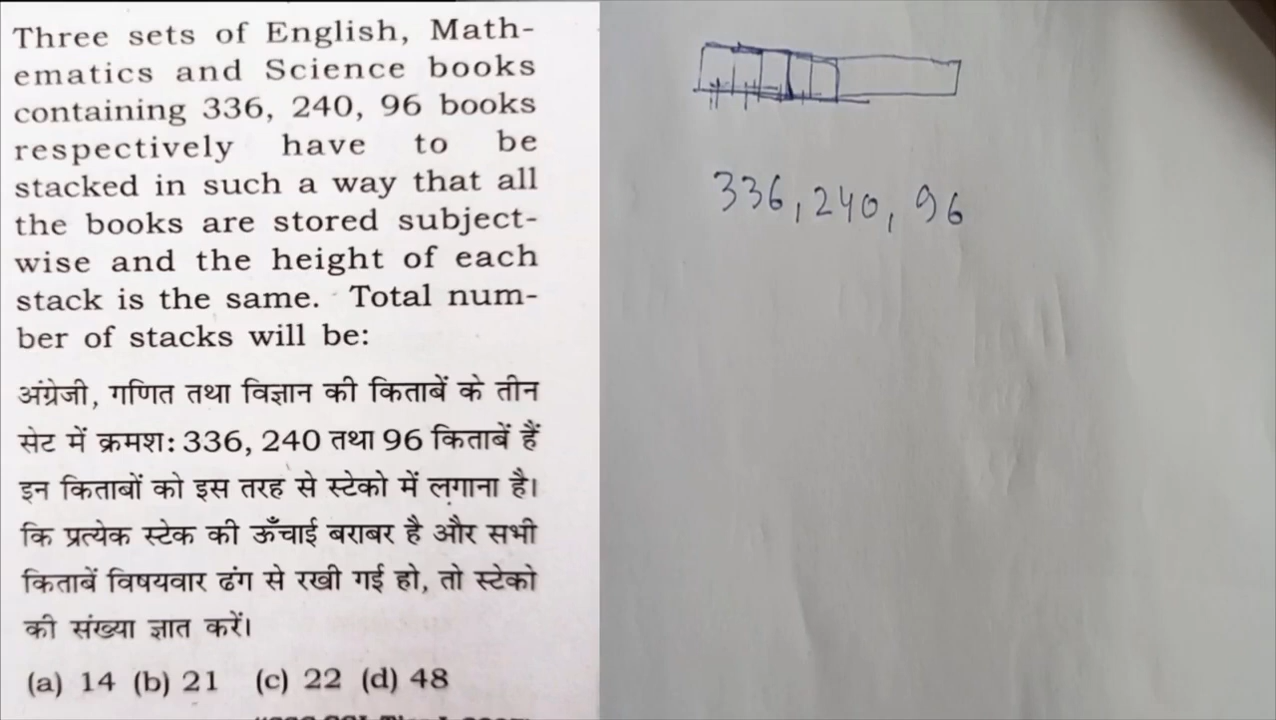 Three sets of English, Math-
ematics and Science books
containing 336, 240, 96 books
respectively have to be
stacked in such a way that all
the books are stored subject-
wise and the height of each
stack is the same. Total num-
ber of stacks will be:
अंग्रेजी, गणित तथा विज्ञान की किताबें के तीन
सेट में क्रमश: 336, 240 तथा 96 किताबें हैं
इन किताबों को इस तरह से स्टेको में लगाना है।
कि प्रत्येक स्टेक की ऊँचाई बराबर है और सभी
किताबें विषयवार ढंग से रखी गई हो, तो स्टेको
की संख्या ज्ञात करें।
(a) 14 (b) 21 (c) 22 (d) 48
336, 240, 96